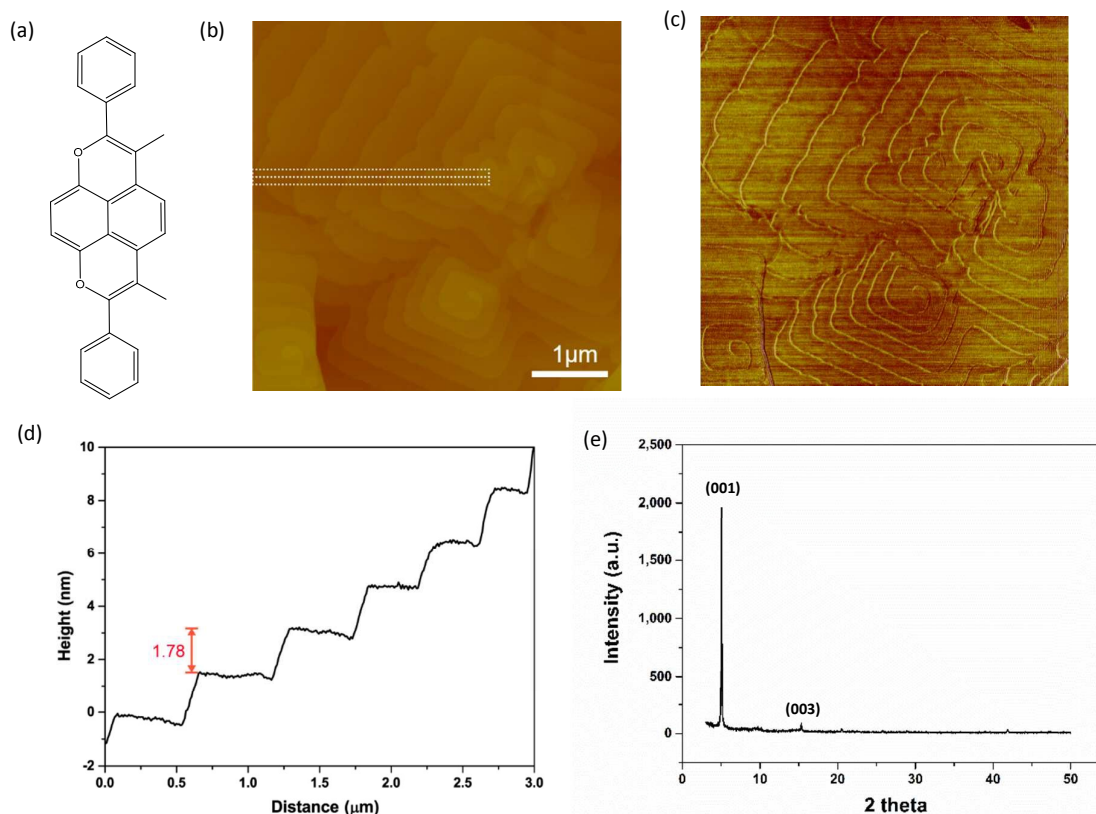 (a)
O
O
(b)
1μm
(c)
(d)
10
8
6
4
2
0
-2
Height (nm)
1.78
0.0
0.5
1.0
1.5
2.0
2.5
3.0
Distance (μm)
(e)
2,500
2,000
1,500
1,000
500
0
Intensity (a.u.)
(001)
(003)
0
10
20
30
40
50
2 theta